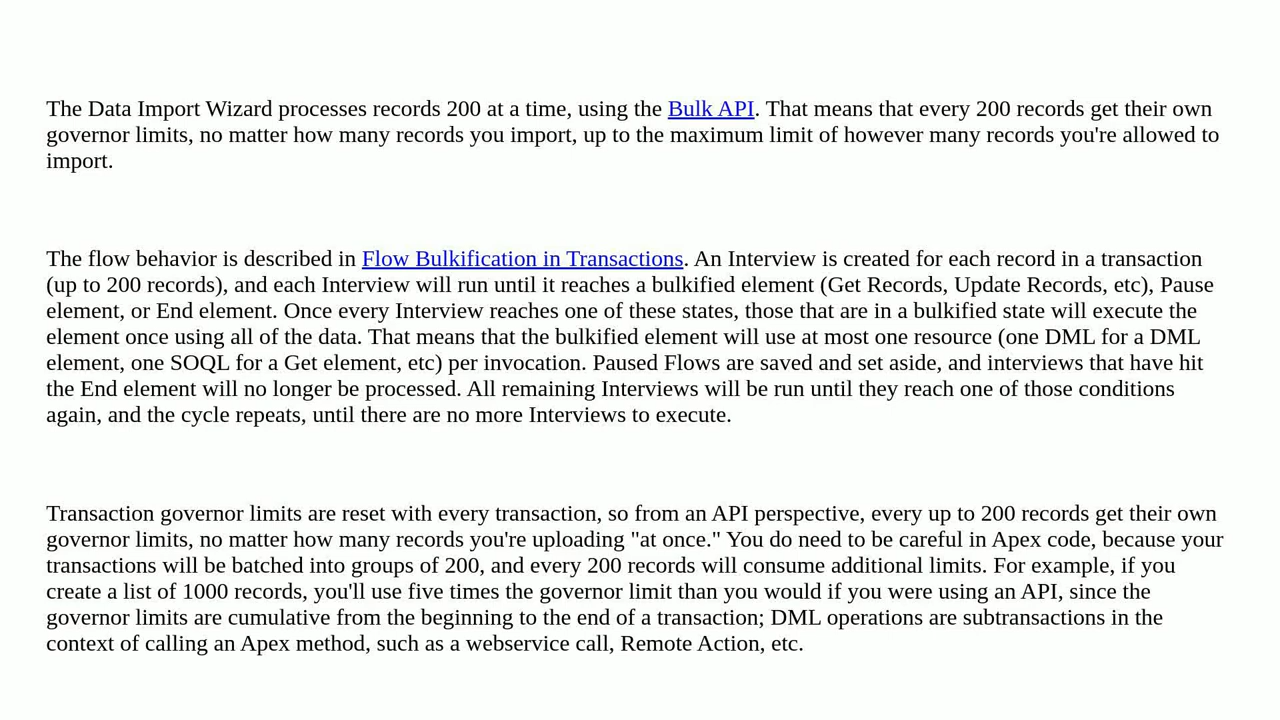 The Data Import Wizard processes records 200 at a time, using the Bulk API. That means that every 200 records get their own
governor limits, no matter how many records you import, up to the maximum limit of however many records you're allowed to
import.
The flow behavior is described in Flow Bulkification in Transactions. An Interview is created for each record in a transaction
(up to 200 records), and each Interview will run until it reaches a bulkified element (Get Records, Update Records, etc), Pause
element, or End element. Once every Interview reaches one of these states, those that are in a bulkified state will execute the
element once using all of the data. That means that the bulkified element will use at most one resource (one DML for a DML
element, one SOQL for a Get element, etc) per invocation. Paused Flows are saved and set aside, and interviews that have hit
the End element will no longer be processed. All remaining Interviews will be run until they reach one of those conditions
again, and the cycle repeats, until there are no more Interviews to execute.
Transaction governor limits are reset with every transaction, so from an API perspective, every up to 200 records get their own
governor limits, no matter how many records you're uploading "at once." You do need to be careful in Apex code, because your
transactions will be batched into groups of 200, and every 200 records will consume additional limits. For example, if you
create a list of 1000 records, you'll use five times the governor limit than you would if you were using an API, since the
governor limits are cumulative from the beginning to the end of a transaction; DML operations are subtransactions in the
context of calling an Apex method, such as a webservice call, Remote Action, etc.